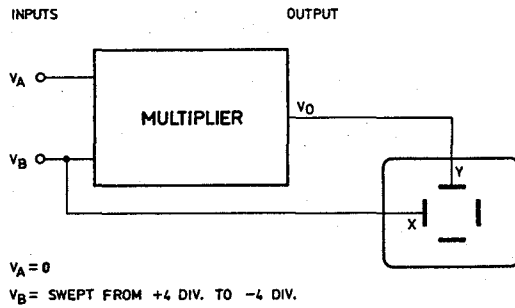 INPUTS OUTPUT
VA
MULTIPLIER
VO
VB
Y
X
VA = 0
VB = SWEPT FROM +4 DIV. TO -4 DIV.